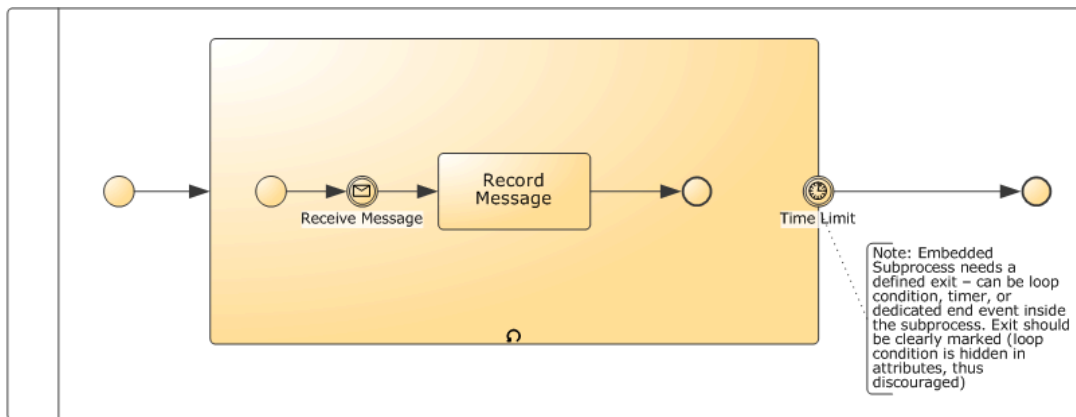 Record
Message
Receive Message
Time Limit
Note: Embedded
Subprocess needs a
defined exit – can be loop
condition, timer, or
dedicated end event inside
the subprocess. Exit should
be clearly marked (loop
condition is hidden in
attributes, thus
discouraged)